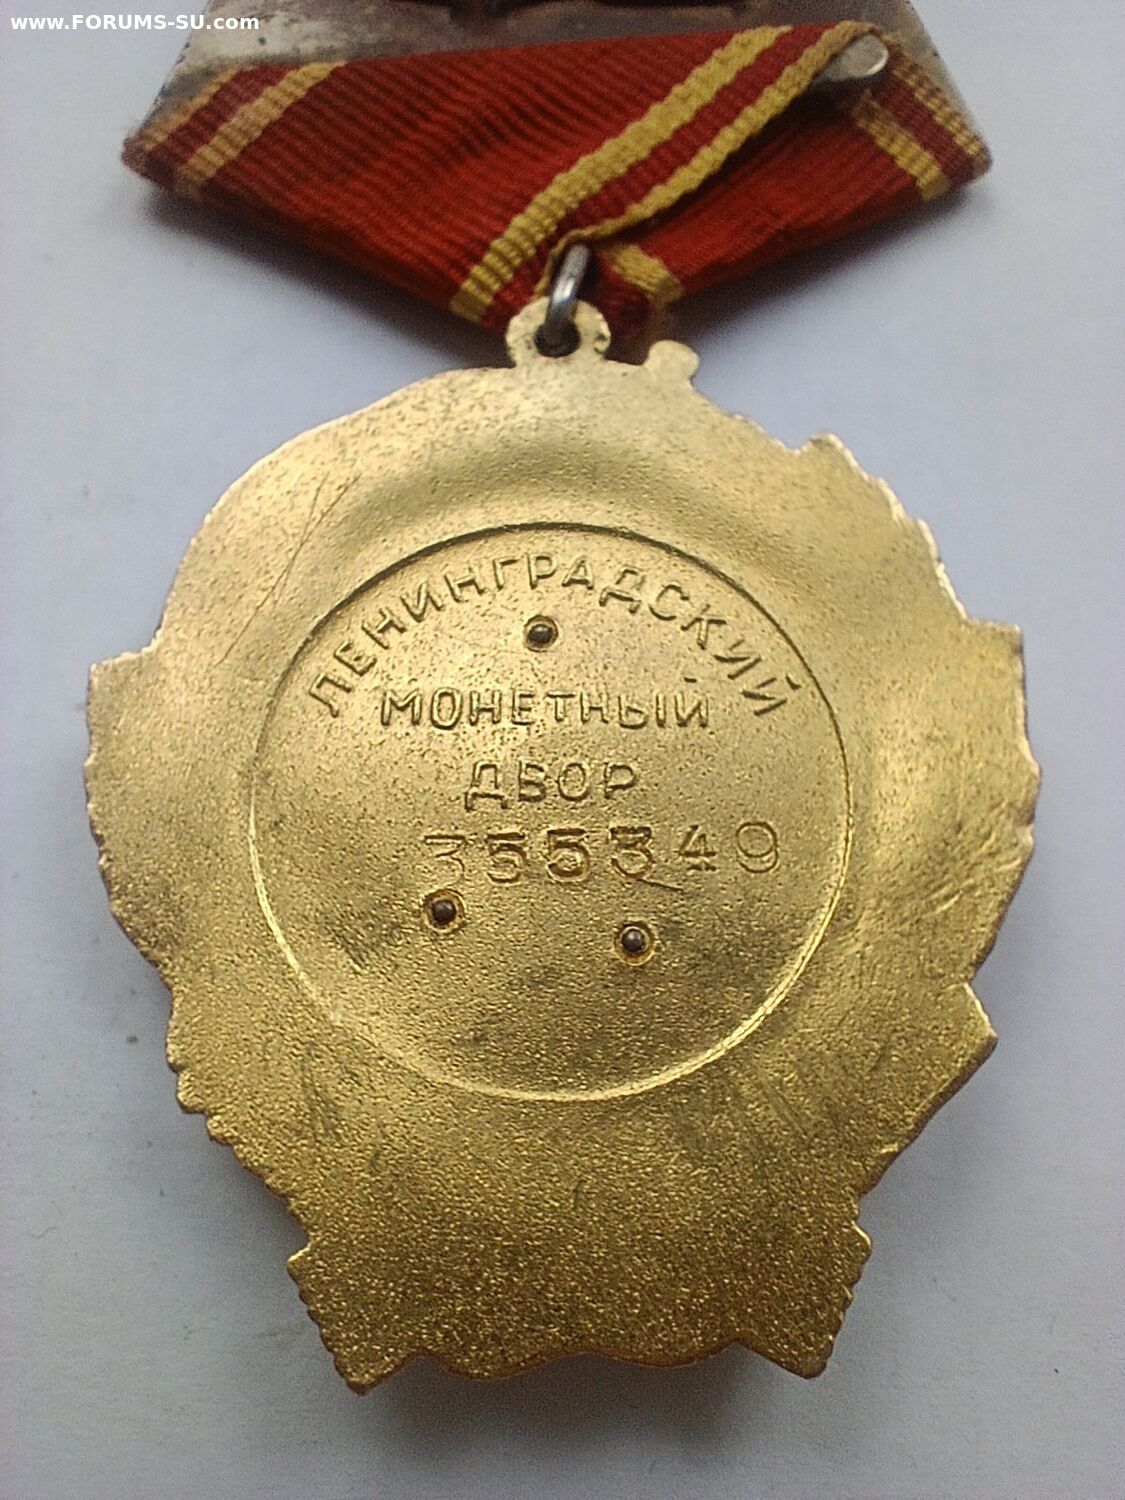 www.FORUMS-SU.com
ЛЕНИНГРАДСКИЙ
МОНЕТНЫЙ
ДВОР
355349